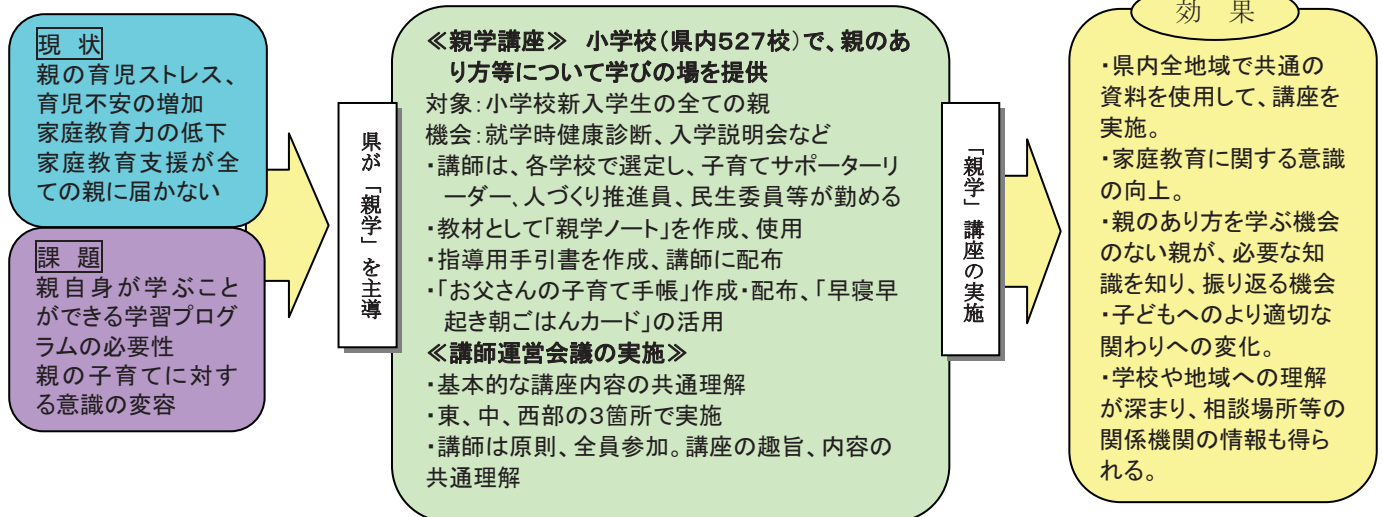 現 状
親の育児ストレス、
育児不安の増加
家庭教育力の低下
家庭教育支援が全
ての親に届かない
課 題
親自身が学ぶこと
ができる学習プログ
ラムの必要性
親の子育てに対す
る意識の変容
県が「親学」を主導
≪親学講座≫ 小学校(県内527校)で、親のあ
り方等について学びの場を提供
対象:小学校新入学生の全ての親
機会:就学時健康診断、入学説明会など
・講師は、各学校で選定し、子育てサポーターリ
ーダー、人づくり推進員、民生委員等が勤める
・教材として「親学ノート」を作成、使用
・指導用手引書を作成、講師に配布
・「お父さんの子育て手帳」作成・配布、「早寝早
起き朝ごはんカード」の活用
≪講師運営会議の実施≫
・基本的な講座内容の共通理解
・東、中、西部の3箇所で実施
・講師は原則、全員参加。講座の趣旨、内容の
共通理解
「親学」講座の実施
効 果
・県内全地域で共通の
資料を使用して、講座を
実施。
・家庭教育に関する意識
の向上。
・親のあり方を学ぶ機会
のない親が、必要な知
識を知り、振り返る機会
・子どもへのより適切な
関わりへの変化。
・学校や地域への理解
が深まり、相談場所等の
関係機関の情報も得ら
れる。